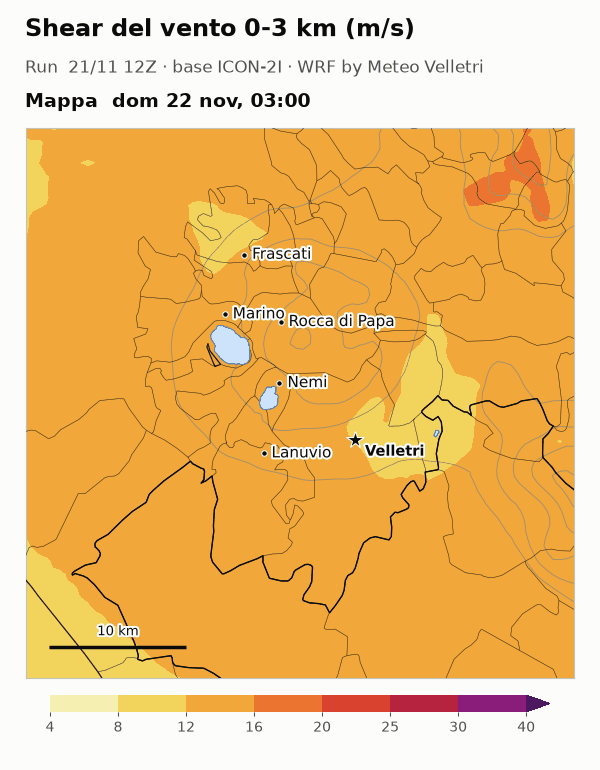 Shear del vento 0-3 km (m/s)
Run  21/11 12Z · base ICON-2I · WRF by Meteo Velletri
Mappa  dom 22 nov, 03:00
Frascati
Marino
Rocca di Papa
Nemi
Velletri
Lanuvio
10 km
4 8 12 16 20 25 30 40